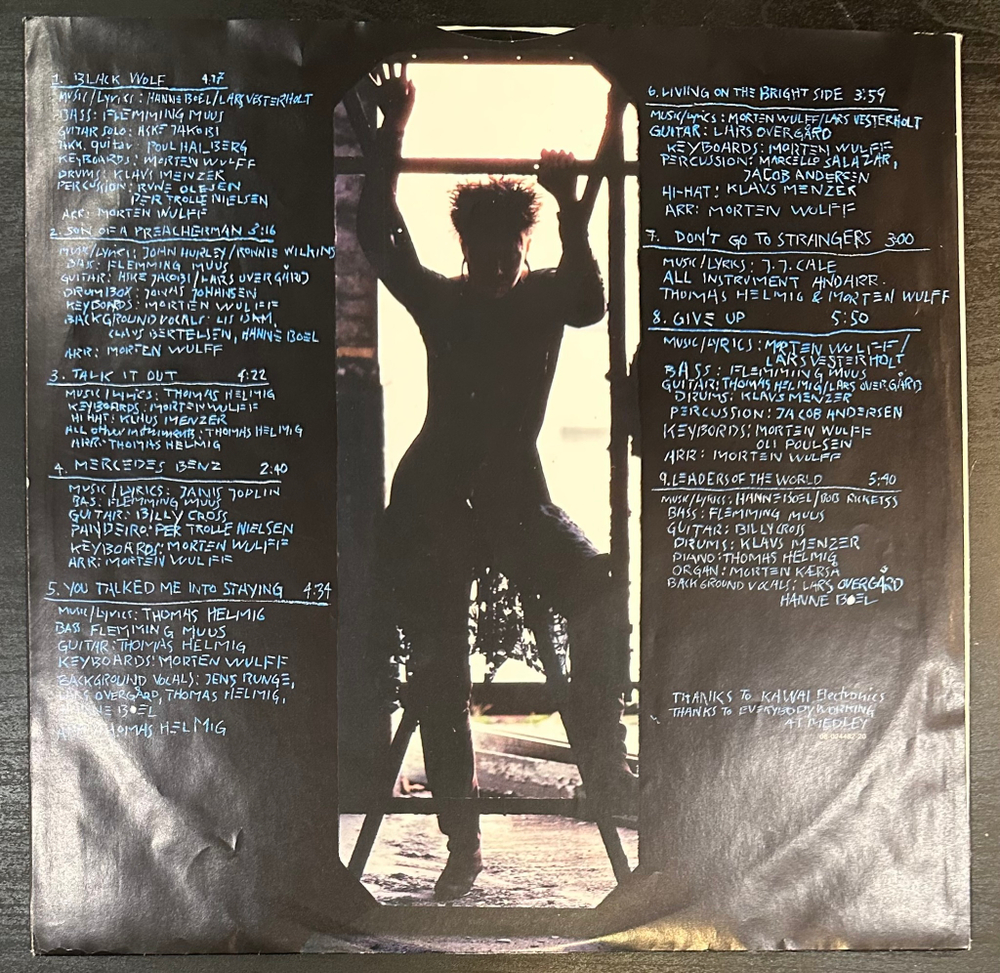 1. BLACK WOLF 4:17
MUSIC/LYRICS: HANNE BOEL/LARS VESTERHOLT
BASS: FLEMMING MUUS
GUITAR SOLO: ASKE JAKOBI
AKK. guitar: POUL HALBERG
KEYBOARDS: MORTEN WULFF
DRUMS: KLAUS MENZER
PERCUSSION: RUNE OLESEN
PER TROLLE NIELSEN
ARR: MORTEN WULFF
2. SON OF A PREACHERMAN 3:16
MUSIC/LYRICS: JOHN HURLEY/RONNIE WILKINS
BAS: FLEMMING MUUS
GUITAR: ASKE JACOBI/LARS OVERGÅRD
DRUMBOX: JONAS JOHANSEN
KEYBOARDS: MORTEN WULFF
BACKGROUND VOCALS: LIS DAM,
CLAUS BERTELSEN, HANNE BOEL
ARR: MORTEN WULFF
3. TALK IT OUT 4:22
MUSIC/LYRICS: THOMAS HELMIG
KEYBOARDS: MORTEN WULFF
HI-HAT: KLAUS MENZER
ALL other instruments: THOMAS HELMIG
ARR: THOMAS HELMIG
4. MERCEDES BENZ 2:40
MUSIC/LYRICS: JANIS JOPLIN
BAS: FLEMMING MUUS
GUITAR: BILLY CROSS
PANDEIRO: PER TROLLE NIELSEN
KEYBOARDS: MORTEN WULFF
ARR: MORTEN WULFF
5. YOU TALKED ME INTO STAYING 4:34
MUSIC/LYRICS: THOMAS HELMIG
BASS FLEMMING MUUS
GUITAR: THOMAS HELMIG
KEYBOARDS: MORTEN WULFF
BACKGROUND VOCALS: JENS RUNGE,
LARS OVERGÅRD, THOMAS HELMIG,
HANNE BOEL
ARR: THOMAS HELMIG
6. LIVING ON THE BRIGHT SIDE 3:59
MUSIC/LYRICS: MORTEN WULFF/LARS VESTERHOLT
GUITAR: LARS OVERGÅRD
KEYBOARDS: MORTEN WULFF
PERCUSSION: MARCELLO SALAZAR,
JACOB ANDERSEN
HI-HAT: KLAUS MENZER
ARR: MORTEN WULFF
7. DON'T GO TO STRANGERS 3:00
MUSIC/LYRICS: J.J. CALE
ALL INSTRUMENT AND ARR.
THOMAS HELMIG & MORTEN WULFF
8. GIVE UP 5:50
MUSIC/LYRICS: MORTEN WULFF/
LARS VESTERHOLT
BASS: FLEMMING MUUS
GUITAR: THOMAS HELMIG/LARS OVERGÅRD
DRUMS: KLAUS MENZER
PERCUSSION: JACOB ANDERSEN
KEYBORDS: MORTEN WULFF
OLI POULSEN
ARR: MORTEN WULFF
9. LEADERS OF THE WORLD 5:40
MUSIC/LYRICS: HANNE BOEL/BOB RICKETSS
BASS: FLEMMING MUUS
GUITAR: BILLY CROSS
DRUMS: KLAUS MENZER
PIANO: THOMAS HELMIG
ORGAN: MORTEN KÆRSÅ
BACKGROUND VOCALS: LARS OVERGÅRD
HANNE BOEL
THANKS TO KAWAI Electronics
THANKS TO EVERYBODY WORKING
AT MEDLEY